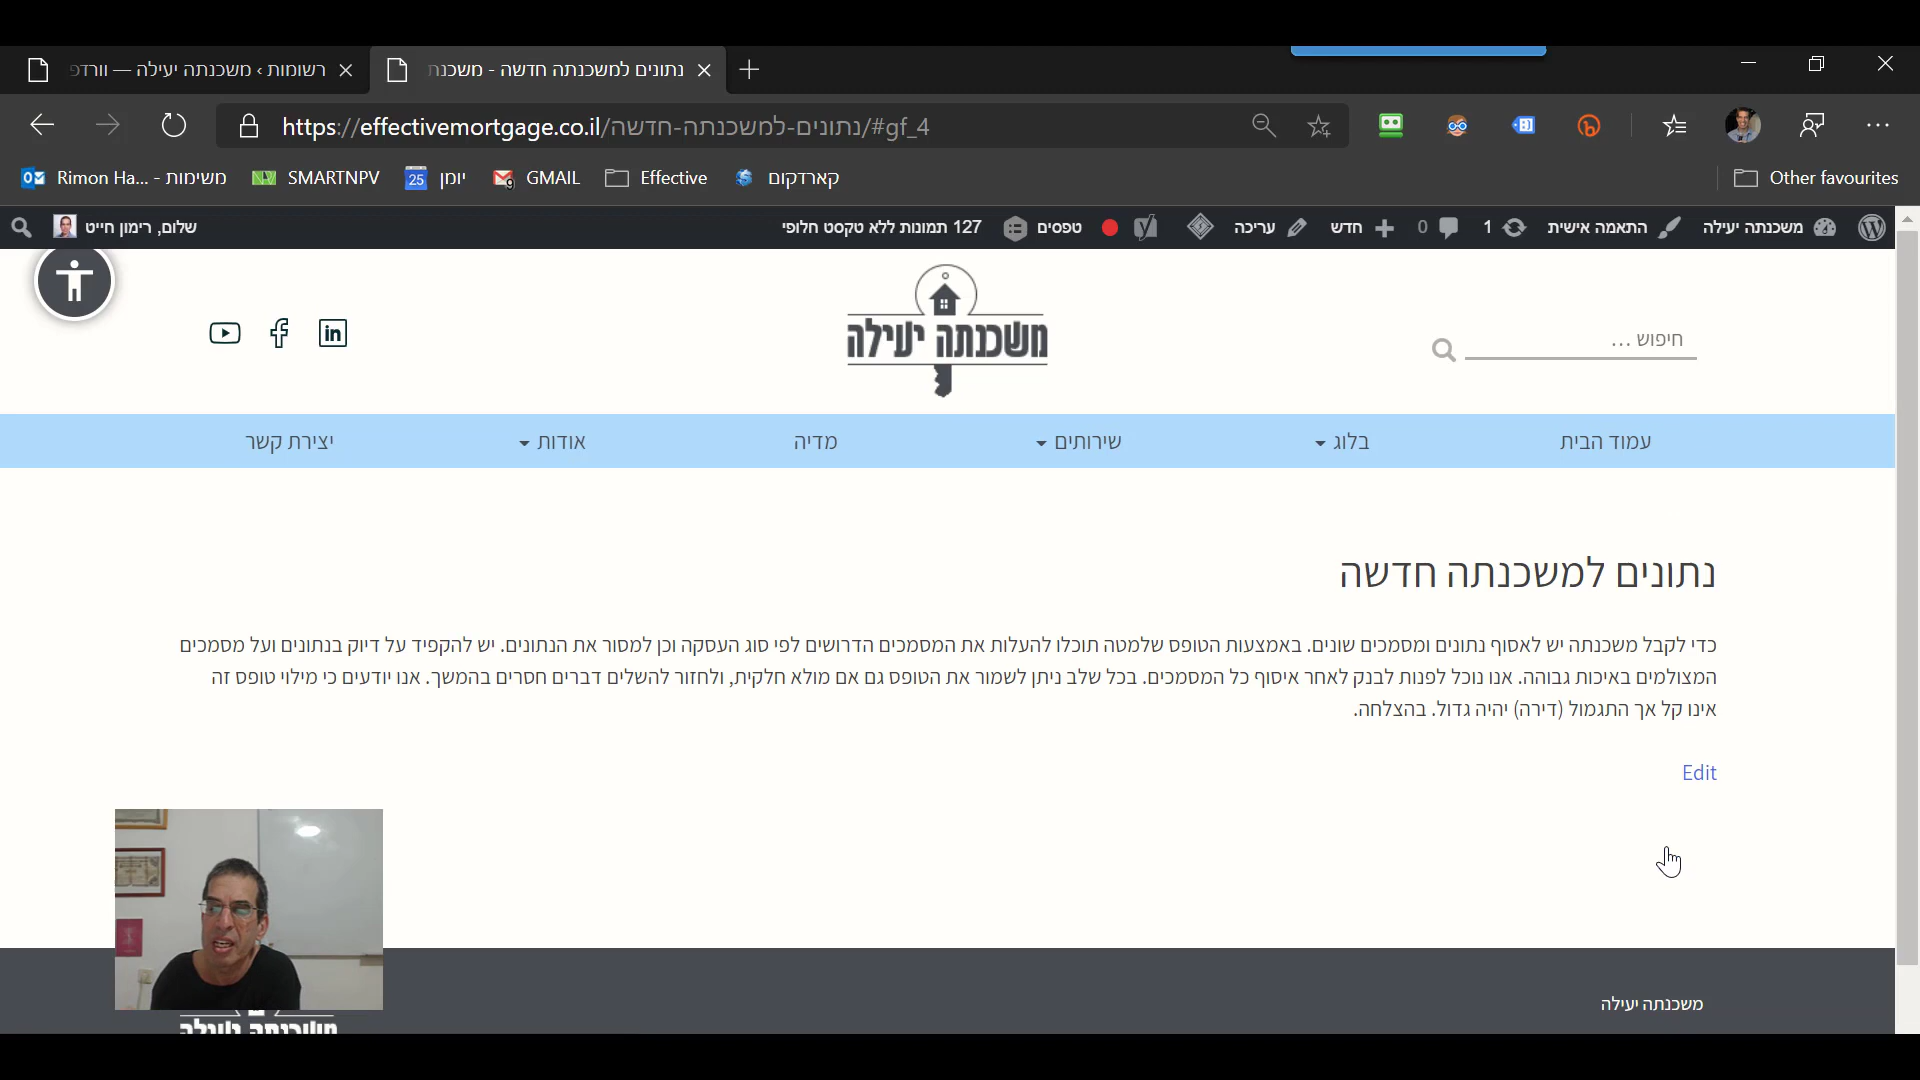 רשומות ‹ משכנתה יעילה — וורדפ
נתונים למשכנתה חדשה - משכנת
https://effectivemortgage.co.il/נתונים-למשכנתה-חדשה/#gf_4
Rimon Ha... - משימות
SMARTNPV
25
יומן
9
GMAIL
Effective
קארדקום
Other favourites
משכנתה יעילה
התאמה אישית
1
0
חדש
עריכה
טפסים
127 תמונות ללא טקסט חלופי
שלום, רימון חייט
חיפוש ...
משכנתה יעילה
עמוד הבית
בלוג
שירותים
מדיה
אודות
יצירת קשר
נתונים למשכנתה חדשה
כדי לקבל משכנתה יש לאסוף נתונים ומסמכים שונים. באמצעות הטופס שלמטה תוכלו להעלות את המסמכים הדרושים לפי סוג העסקה וכן למסור את הנתונים. יש להקפיד על דיוק בנתונים ועל מסמכים
המצולמים באיכות גבוהה. אנו נוכל לפנות לבנק לאחר איסוף כל המסמכים. בכל שלב ניתן לשמור את הטופס גם אם מולא חלקית, ולחזור להשלים דברים חסרים בהמשך. אנו יודעים כי מילוי טופס זה
אינו קל אך התגמול (דירה) יהיה גדול. בהצלחה.
Edit
משכנתה יעילה
משכנתה יעילה